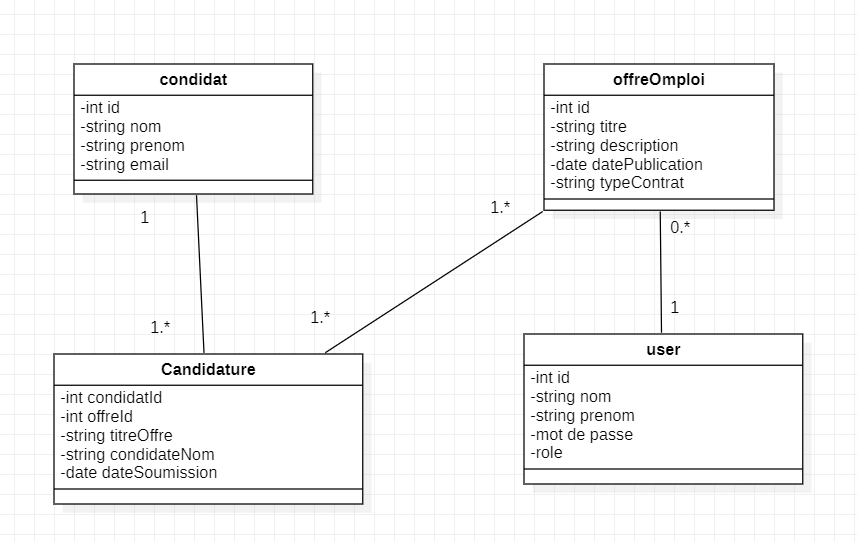 condidat
-int id
-string nom
-string prenom
-string email
1
1.*
Candidature
-int condidatId
-int offreId
-string titreOffre
-string condidateNom
-date dateSoumission
1.*
1.*
offreOmploi
-int id
-string titre
-string description
-date datePublication
-string typeContrat
0.*
1
user
-int id
-string nom
-string prenom
-mot de passe
-role